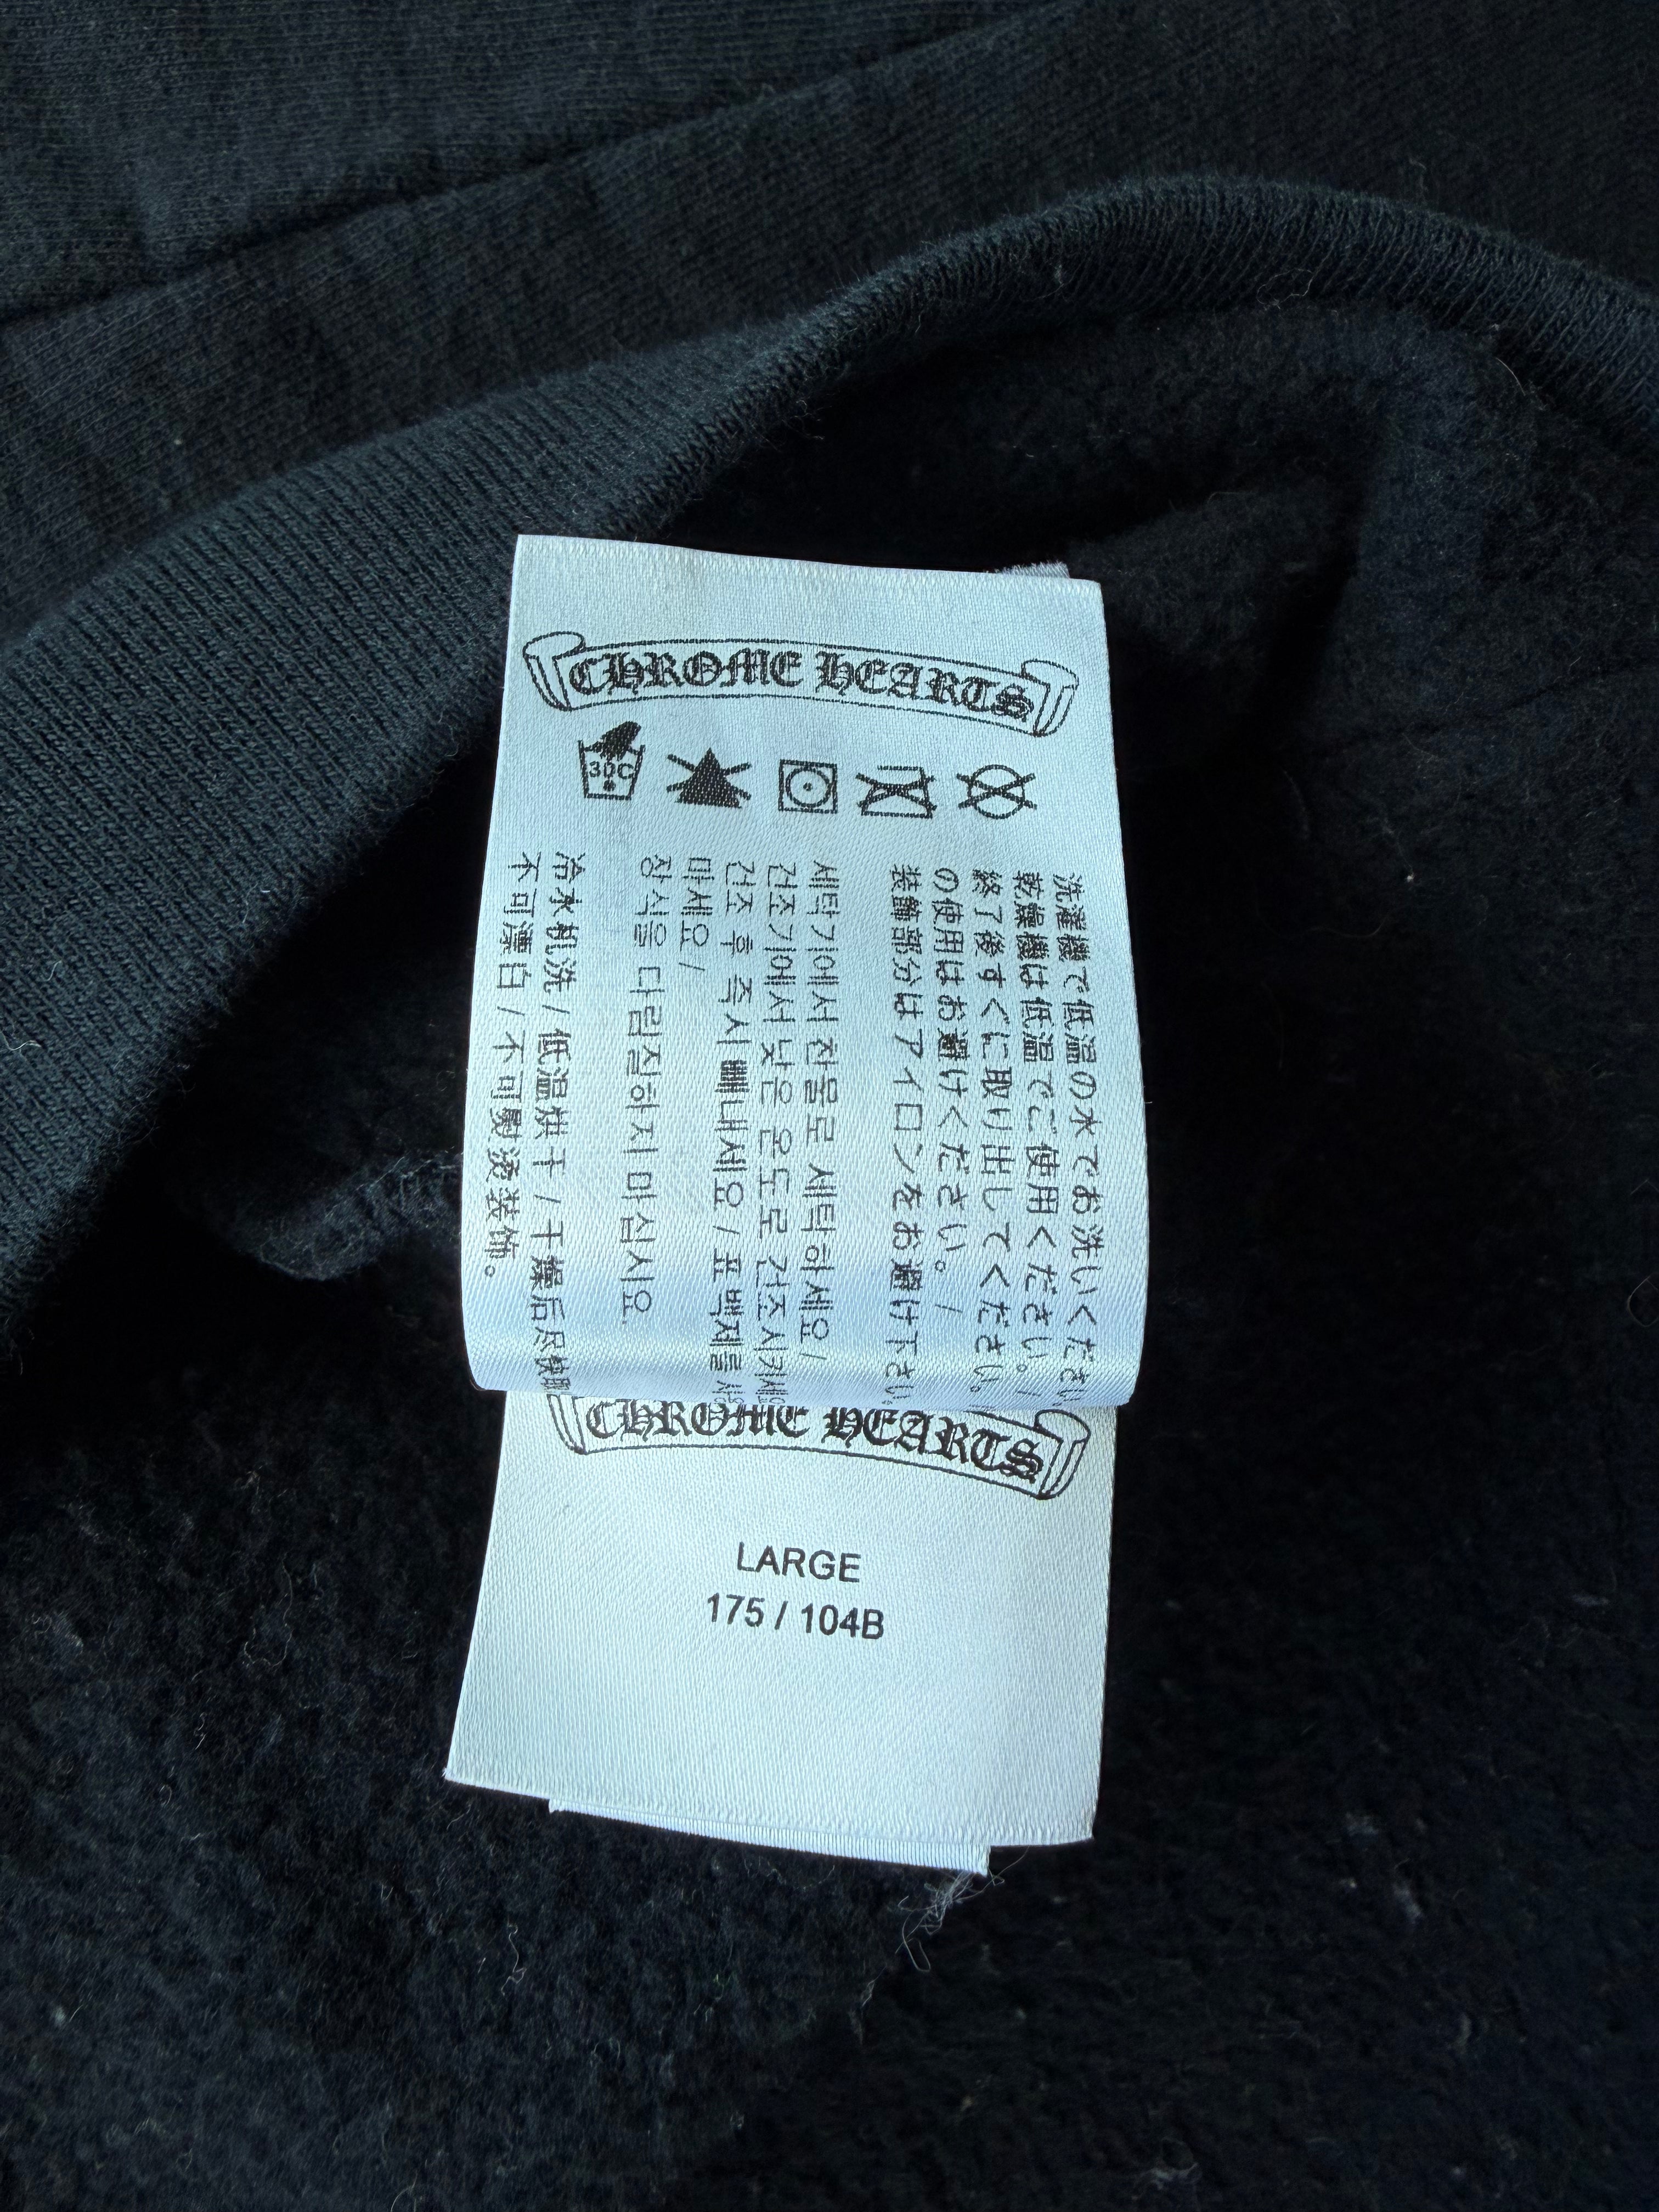 CHROME HEARTS
30C
洗濯機で低温の水でお洗いください。
乾燥機は低温でご使用ください。/
終了後すぐに取り出してください。
の使用はお避けください。/
装飾部分はアイロンをお避け下さい。
세탁기에서 찬물로 세탁하세요 /
건조기에서 낮은 온도로 건조시키세요
건조 후 즉시 빼내세요 / 표백제를
마세요 /
장식을 다림질하지 마십시요.
冷水机洗 / 低温烘干 / 干燥后尽快
不可漂白 / 不可熨烫装饰。
CHROME HEARTS
LARGE
175 / 104B